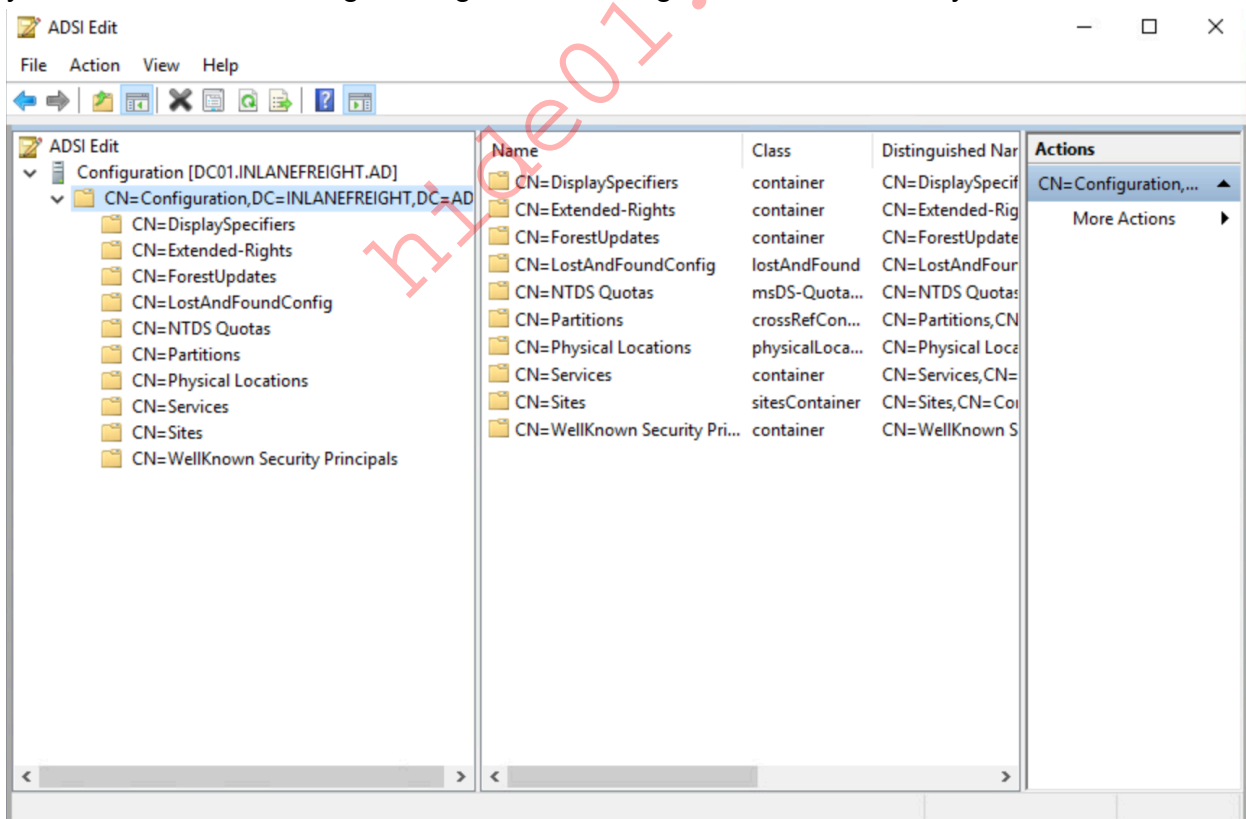 ADSI Edit
File Action View Help
ADSI Edit
Configuration [DC01.INLANEFREIGHT.AD]
CN=Configuration,DC=INLANEFREIGHT,DC=AD
CN=DisplaySpecifiers
CN=Extended-Rights
CN=ForestUpdates
CN=LostAndFoundConfig
CN=NTDS Quotas
CN=Partitions
CN=Physical Locations
CN=Services
CN=Sites
CN=WellKnown Security Principals
Name Class Distinguished Nar
CN=DisplaySpecifiers container CN=DisplaySpecif
CN=Extended-Rights container CN=Extended-Rig
CN=ForestUpdates container CN=ForestUpdate
CN=LostAndFoundConfig lostAndFound CN=LostAndFour
CN=NTDS Quotas msDS-Quota... CN=NTDS Quotas
CN=Partitions crossRefCon... CN=Partitions,CN
CN=Physical Locations physicalLoca... CN=Physical Loca
CN=Services container CN=Services,CN=
CN=Sites sitesContainer CN=Sites,CN=Co
CN=WellKnown Security Pri... container CN=WellKnown S
Actions
CN=Configuration,...
More Actions
hide01.